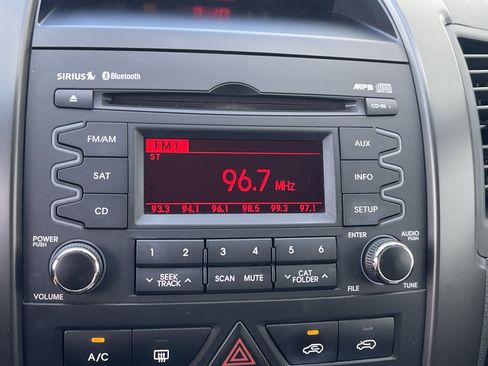 3:10
SIRIUS Bluetooth MP3
CD-IN
FM/AM FM1 AUX
ST
SAT 96.7 MHz INFO
CD 93.3 94.1 96.1 98.5 99.3 97.1 SETUP
POWER PUSH 1 2 3 4 5 6 ENTER AUDIO PUSH
SEEK TRACK SCAN MUTE CAT FOLDER
VOLUME FILE TUNE
A/C